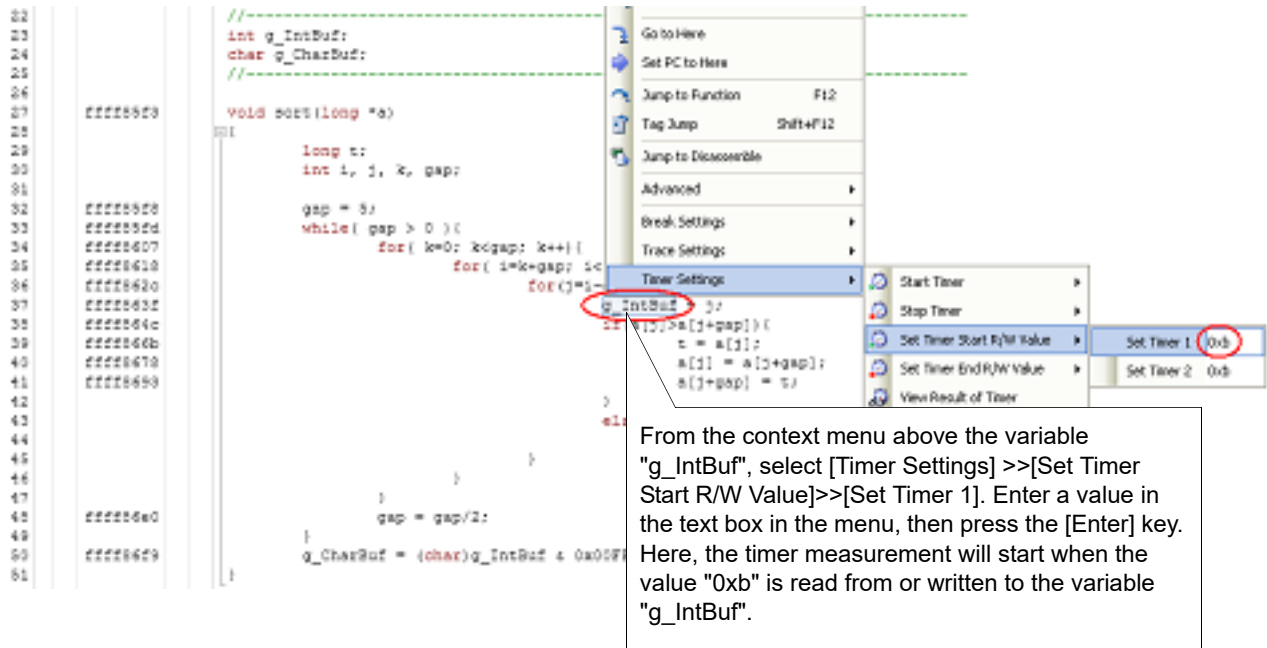 22 //
23 int g_IntBuf;
24 char g_CharBuf;
25 //
26
27 ffff85f3 void sort(long *a)
28 {
29 long t;
30 int i, j, k, gap;
31
32 ffff85f8 gap = 5;
33 ffff85fd while( gap > 0 ){
34 ffff8607 for( k=0; k<gap; k++){
35 ffff8618 for( i=k+gap; i<
36 ffff862c for(j=i-
37 ffff863f g_IntBuf = j;
38 ffff864c if a[j]>a[j+gap]){
39 ffff866b t = a[j];
40 ffff8678 a[j] = a[j+gap];
41 ffff8693 a[j+gap] = t;
42 }
43 els
44
45 }
46 }
47 }
48 ffff86e0 gap = gap/2;
49 }
50 ffff86f9 g_CharBuf = (char)g_IntBuf & 0x00FF
51 }
Go to Here
Set PC to Here
Jump to Function F12
Tag Jump Shift+F12
Jump to Disassemble
Advanced
Break Settings
Trace Settings
Timer Settings
Start Timer
Stop Timer
Set Timer Start R/W Value
Set Timer End R/W Value
View Result of Timer
Set Timer 1 0xb
Set Timer 2 0xb
From the context menu above the variable
"g_IntBuf", select [Timer Settings] >>[Set Timer
Start R/W Value]>>[Set Timer 1]. Enter a value in
the text box in the menu, then press the [Enter] key.
Here, the timer measurement will start when the
value "0xb" is read from or written to the variable
"g_IntBuf".